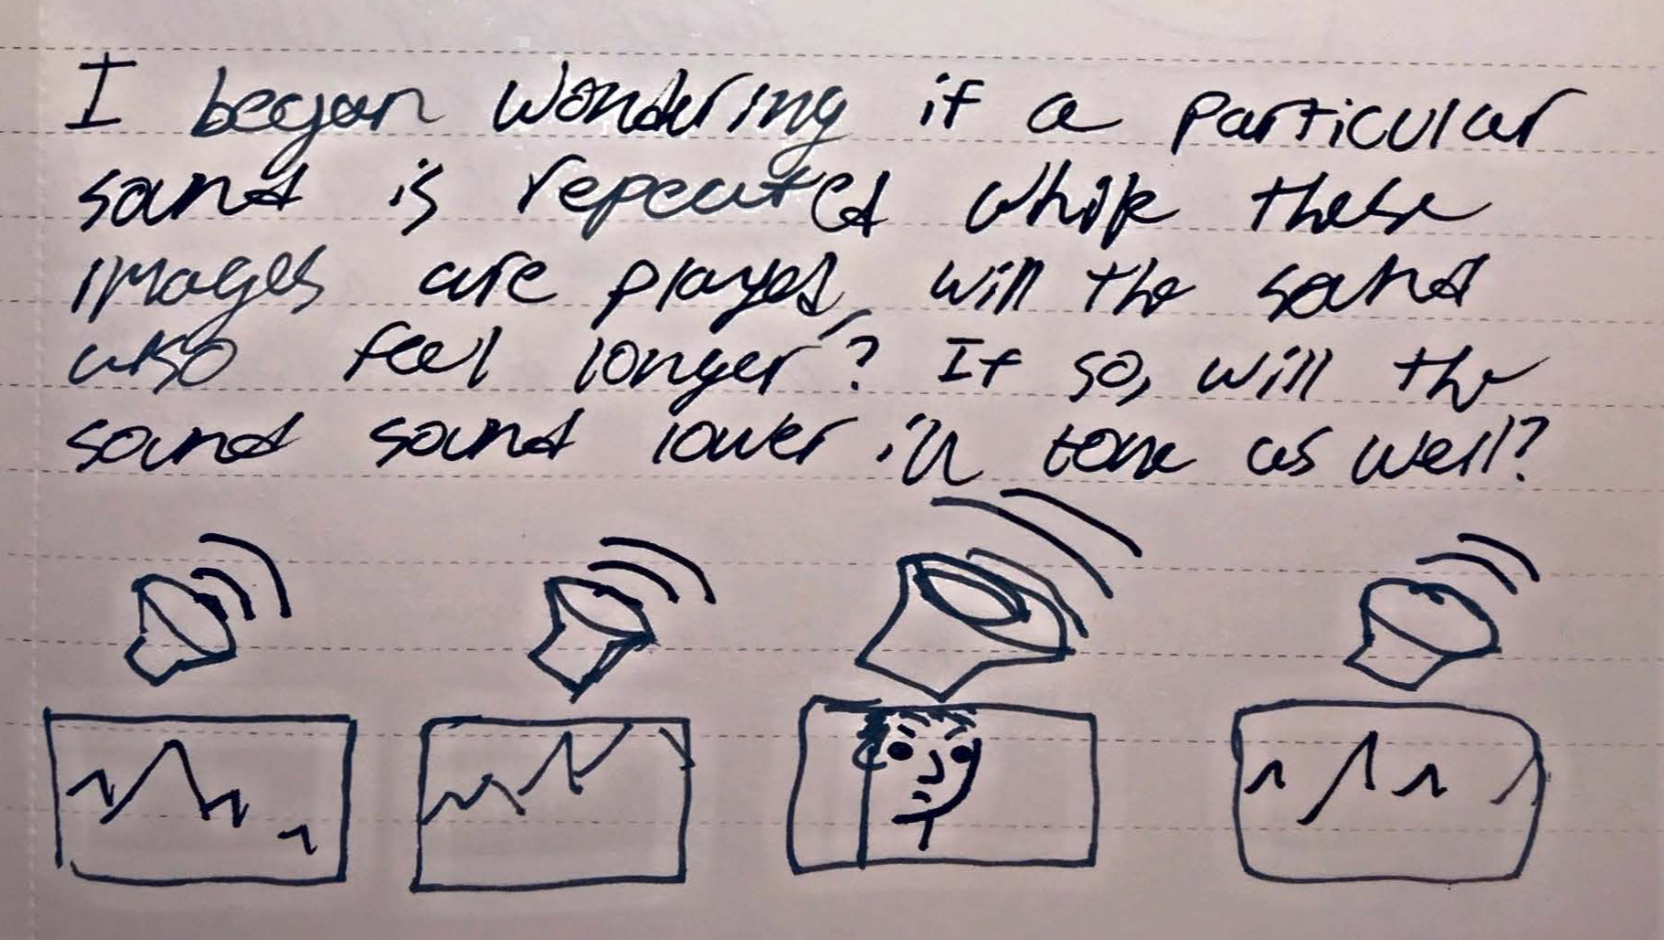 I began wondering if a particular
sound is repeated while these
images are played, will the sound
also feel longer? If so, will the
sound sound lower in tone as well?